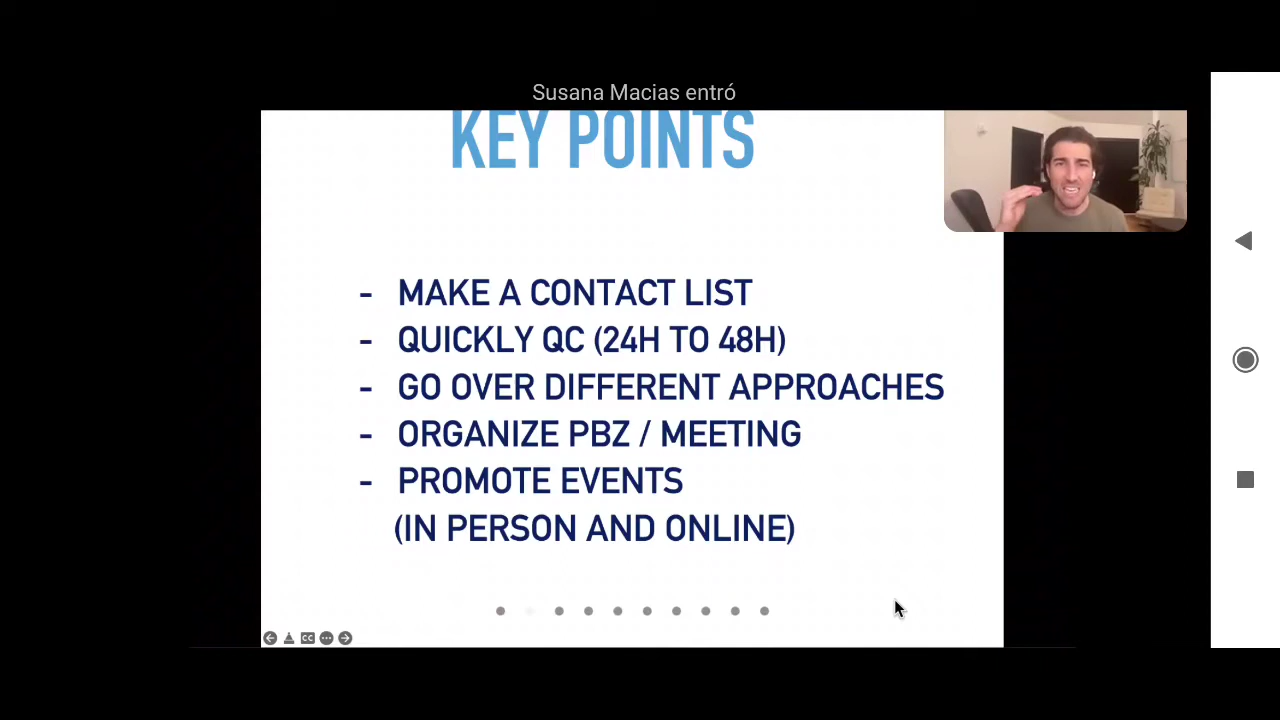 Susana Macias entró
KEY POINTS
- MAKE A CONTACT LIST
- QUICKLY QC (24H TO 48H)
- GO OVER DIFFERENT APPROACHES
- ORGANIZE PBZ / MEETING
- PROMOTE EVENTS
(IN PERSON AND ONLINE)
CC